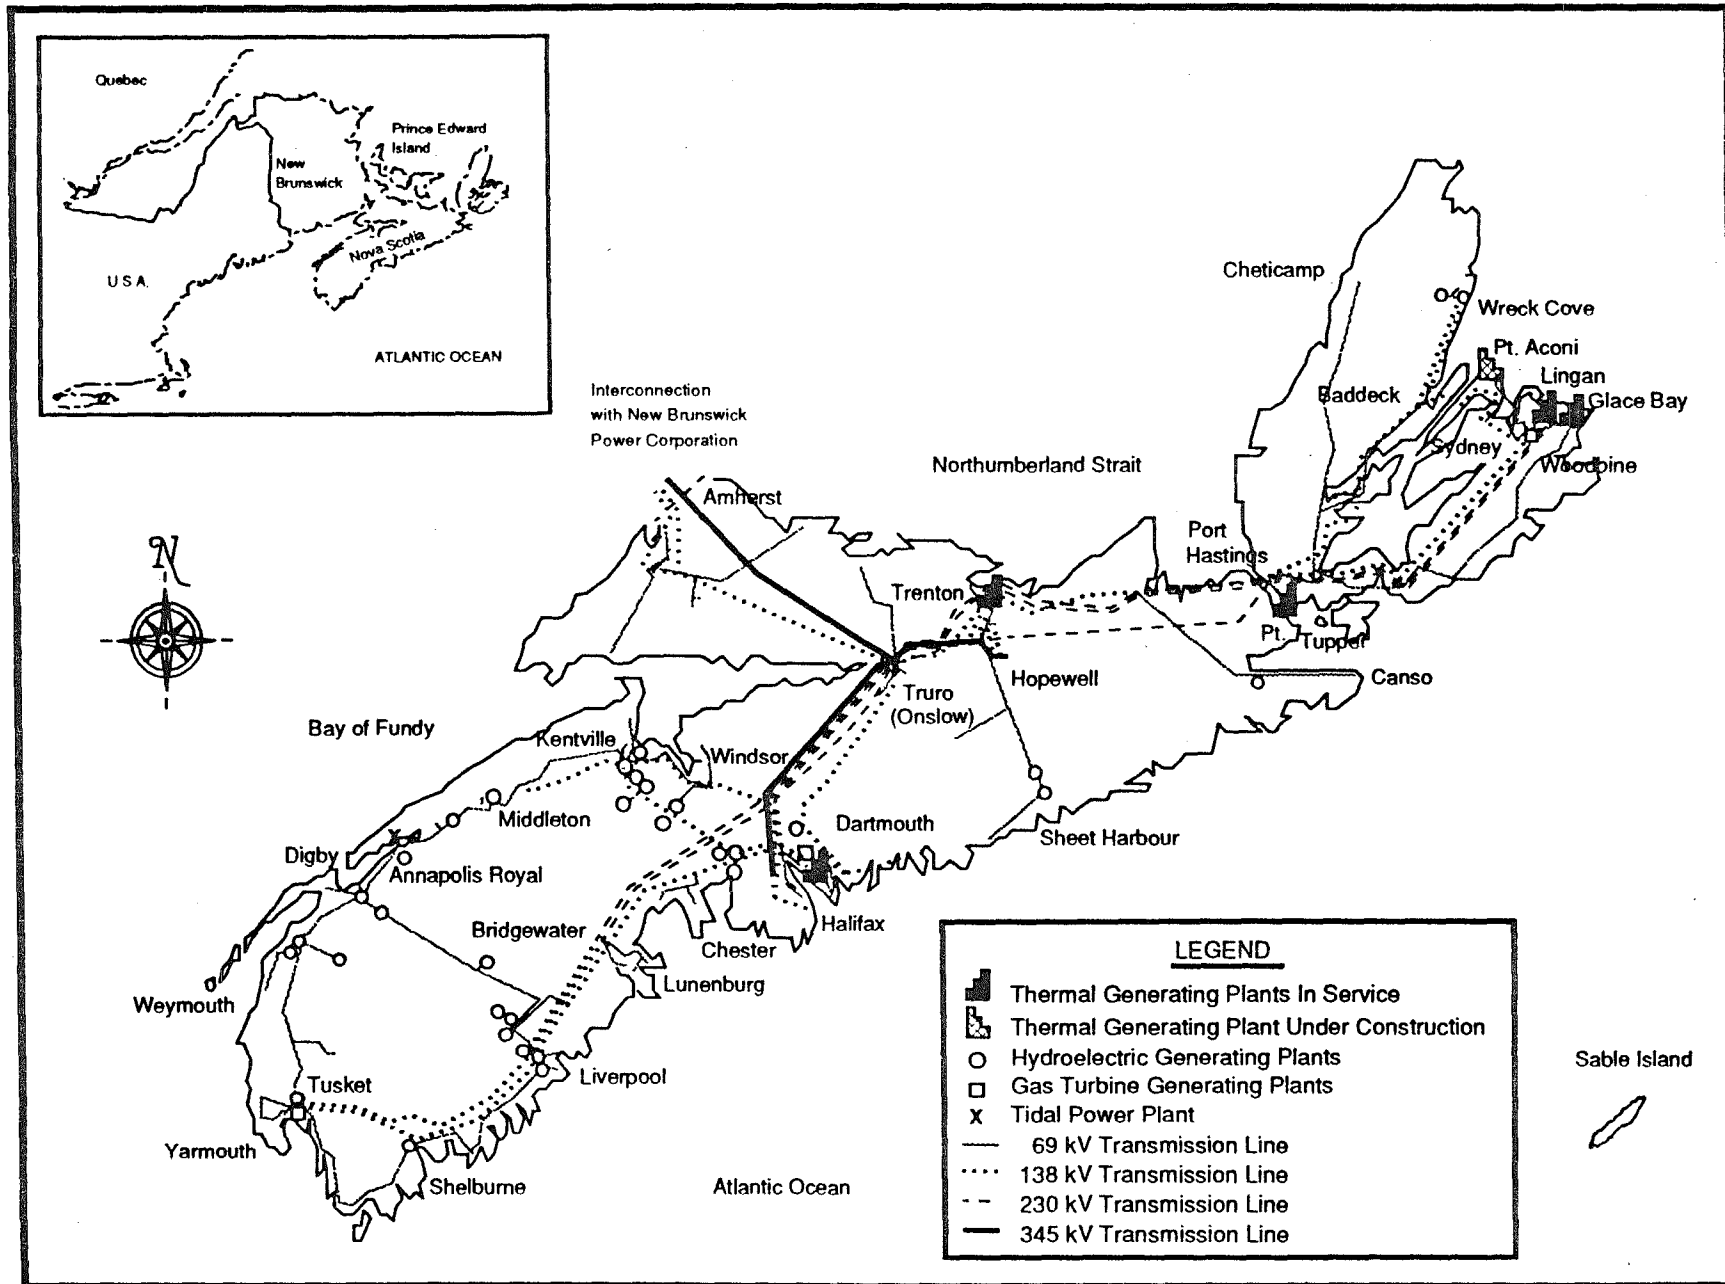 Quebec
Prince Edward
Island
New
Brunswick
Nova Scotia
U S A.
ATLANTIC OCEAN
Interconnection
with New Brunswick
Power Corporation
Cheticamp
Wreck Cove
Pt. Aconi
Lingan
Baddeck
Glace Bay
Sydney
Woodbine
Northumberland Strait
Amherst
Port
Hastings
N
Trenton
Pt. Tupper
Hopewell
Canso
Truro
(Onslow)
Bay of Fundy
Kentville
Windsor
Middleton
Dartmouth
Sheet Harbour
Digby
Annapolis Royal
Halifax
Bridgewater
Chester
Lunenburg
Weymouth
Liverpool
Tusket
Yarmouth
Shelburne
Atlantic Ocean
Sable Island
LEGEND
Thermal Generating Plants In Service
Thermal Generating Plant Under Construction
Hydroelectric Generating Plants
Gas Turbine Generating Plants
X Tidal Power Plant
69 kV Transmission Line
138 kV Transmission Line
230 kV Transmission Line
345 kV Transmission Line